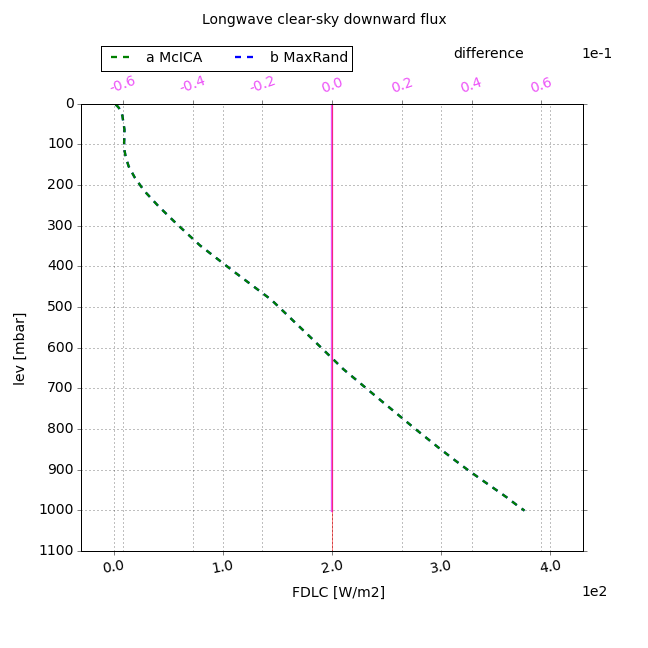 Longwave clear-sky downward flux
a McICA b MaxRand difference 1e-1
-0.6 -0.4 -0.2 0.0 0.2 0.4 0.6
0
100
200
300
400
500
600
700
800
900
1000
1100
lev [mbar]
0.0 1.0 2.0 3.0 4.0
FDLC [W/m2] 1e2